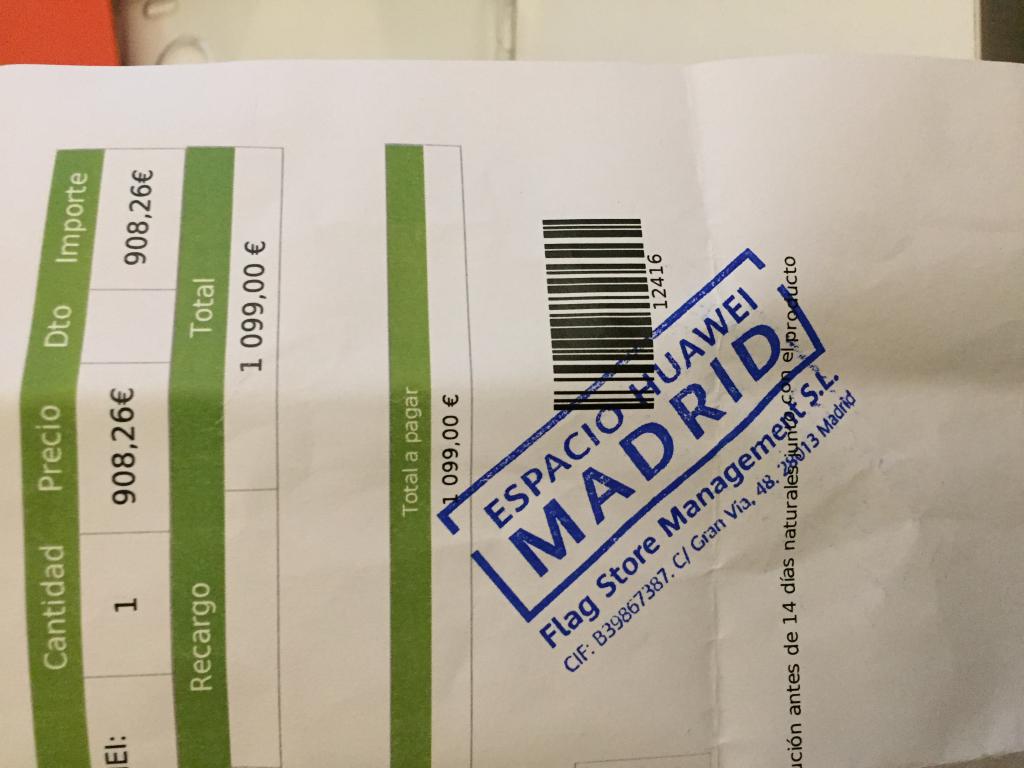 Cantidad Precio Dto Importe
EI: 1 908,26€ 908,26€
Recargo Total
1 099,00 €
Total a pagar
1 099,00 €
12416
ESPACIO HUAWEI
MADRID
Flag Store Management S.L.
CIF: B39867387. C/ Gran Vía, 48. 28013 Madrid
ución antes de 14 días naturales junto con el producto